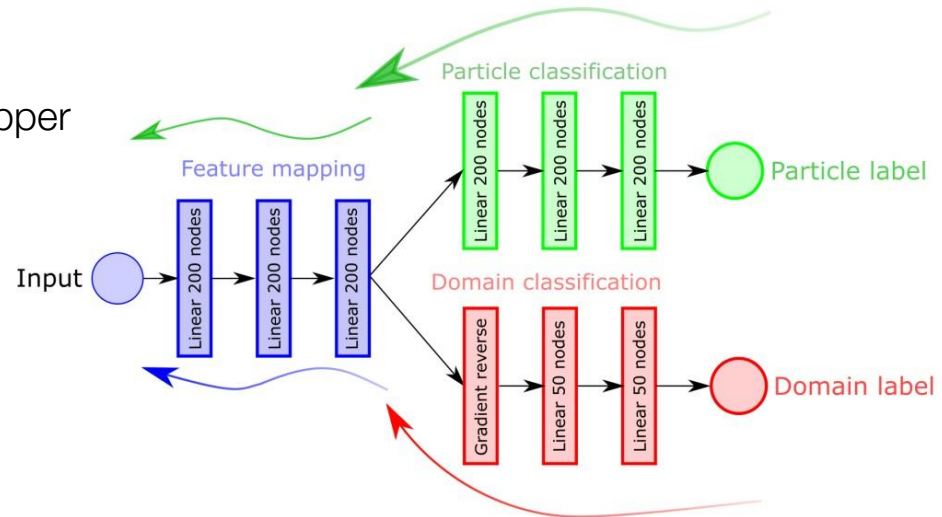 Particle classification
Feature mapping
Linear 200 nodes
Linear 200 nodes
Linear 200 nodes
Particle label
Input
Linear 200 nodes
Linear 200 nodes
Linear 200 nodes
Domain classification
Gradient reverse
Linear 50 nodes
Linear 50 nodes
Domain label